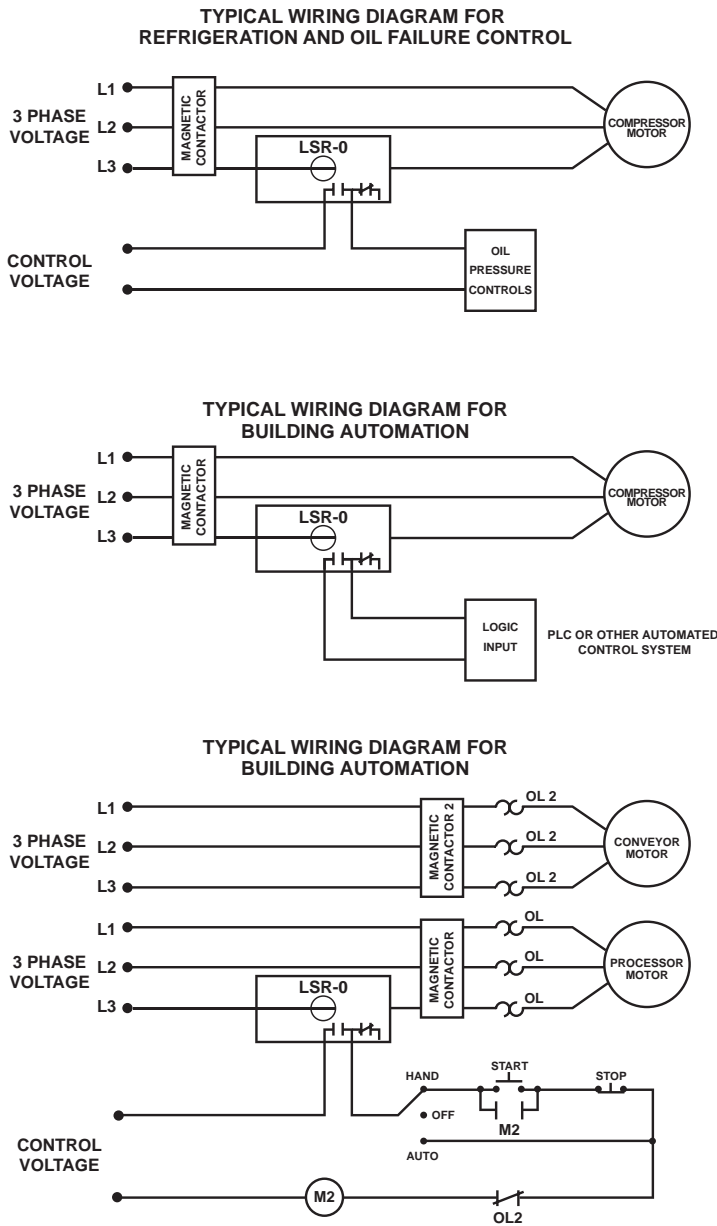 TYPICAL WIRING DIAGRAM FOR
REFRIGERATION AND OIL FAILURE CONTROL
L1
3 PHASE
VOLTAGE
L2
L3
MAGNETIC
CONTACTOR
LSR-0
COMPRESSOR
MOTOR
CONTROL
VOLTAGE
OIL
PRESSURE
CONTROLS
TYPICAL WIRING DIAGRAM FOR
BUILDING AUTOMATION
L1
3 PHASE
VOLTAGE
L2
L3
MAGNETIC
CONTACTOR
LSR-0
COMPRESSOR
MOTOR
LOGIC
INPUT
PLC OR OTHER AUTOMATED
CONTROL SYSTEM
TYPICAL WIRING DIAGRAM FOR
BUILDING AUTOMATION
L1
3 PHASE
VOLTAGE
L2
L3
MAGNETIC
CONTACTOR 2
OL 2
OL 2
OL 2
CONVEYOR
MOTOR
L1
3 PHASE
VOLTAGE
L2
L3
LSR-0
MAGNETIC
CONTACTOR
OL
OL
OL
PROCESSOR
MOTOR
HAND
START
STOP
OFF
M2
AUTO
CONTROL
VOLTAGE
M2
OL2